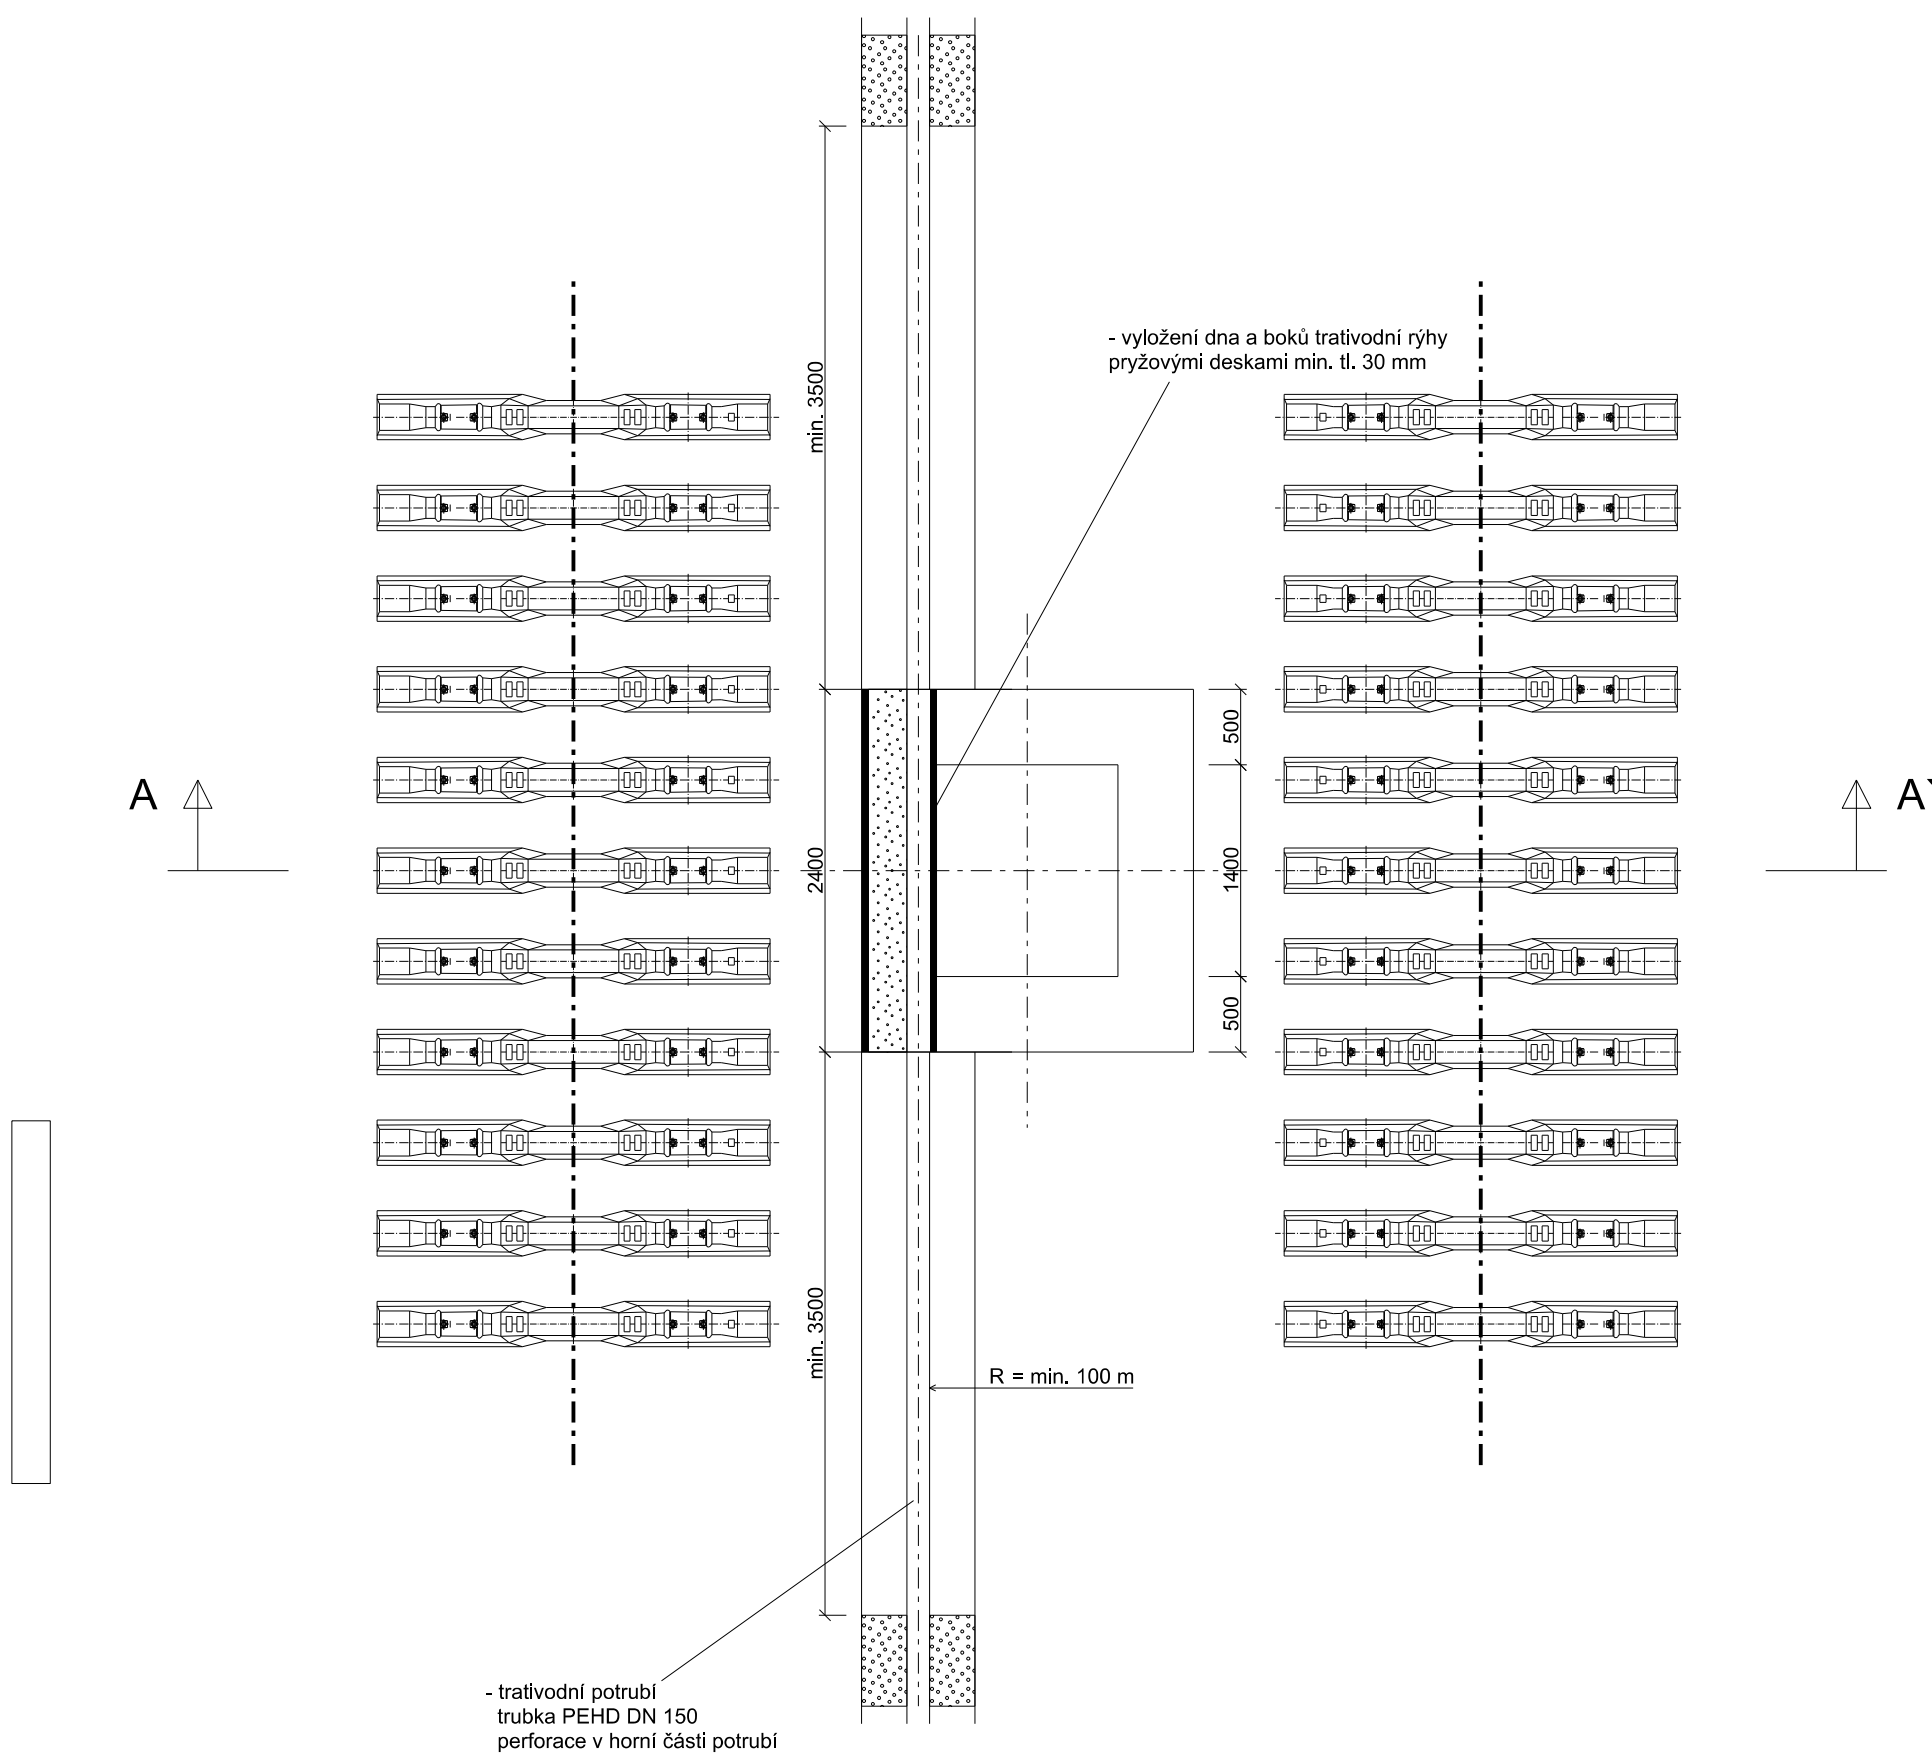 - vyložení dna a boků trativodní rýhy
pryžovými deskami min. tl. 30 mm
min. 3500
500
A
A`
2400
1400
500
min. 3500
R = min. 100 m
- trativodní potrubí
trubka PEHD DN 150
perforace v horní části potrubí